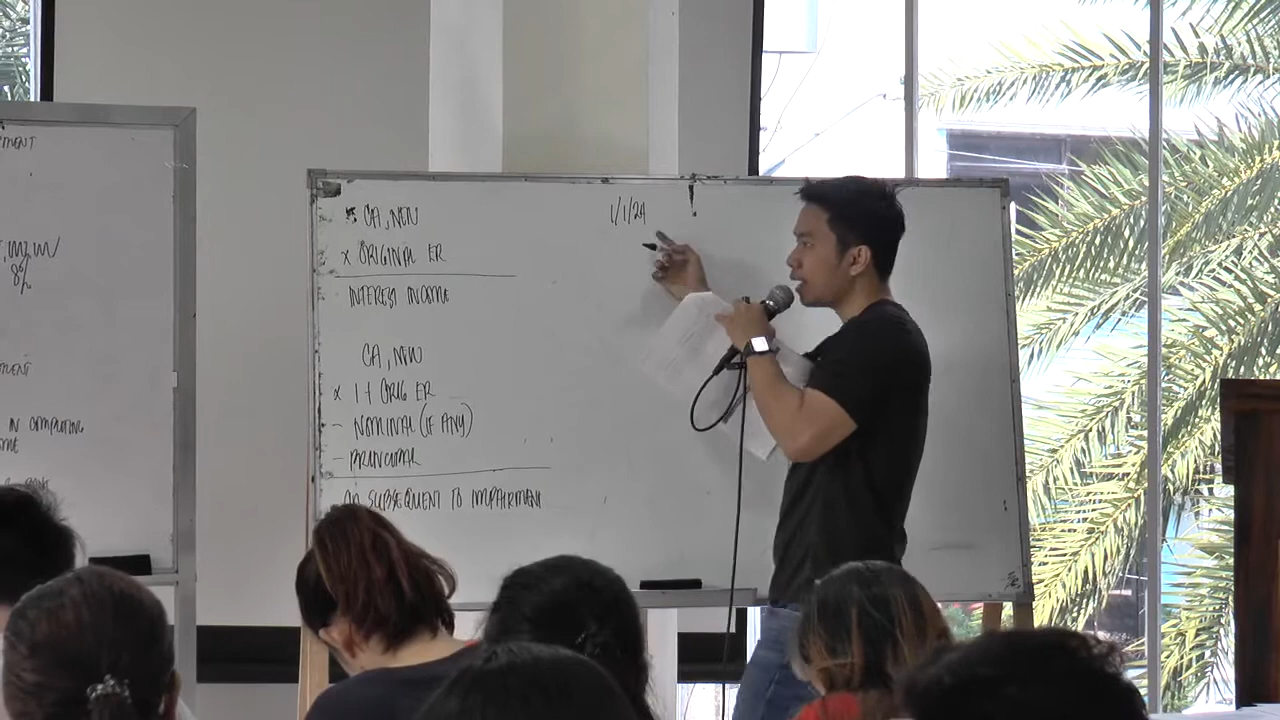 MENT
8%
IN COMPUTING
CA, NEW
x ORIGINAL ER
INTEREST INCOME
CA, NEW
x 1+ ORIG ER
- NOMINAL (IF ANY)
- PRINCIPAL
CA SUBSEQUENT TO IMPAIRMENT
1/1/24